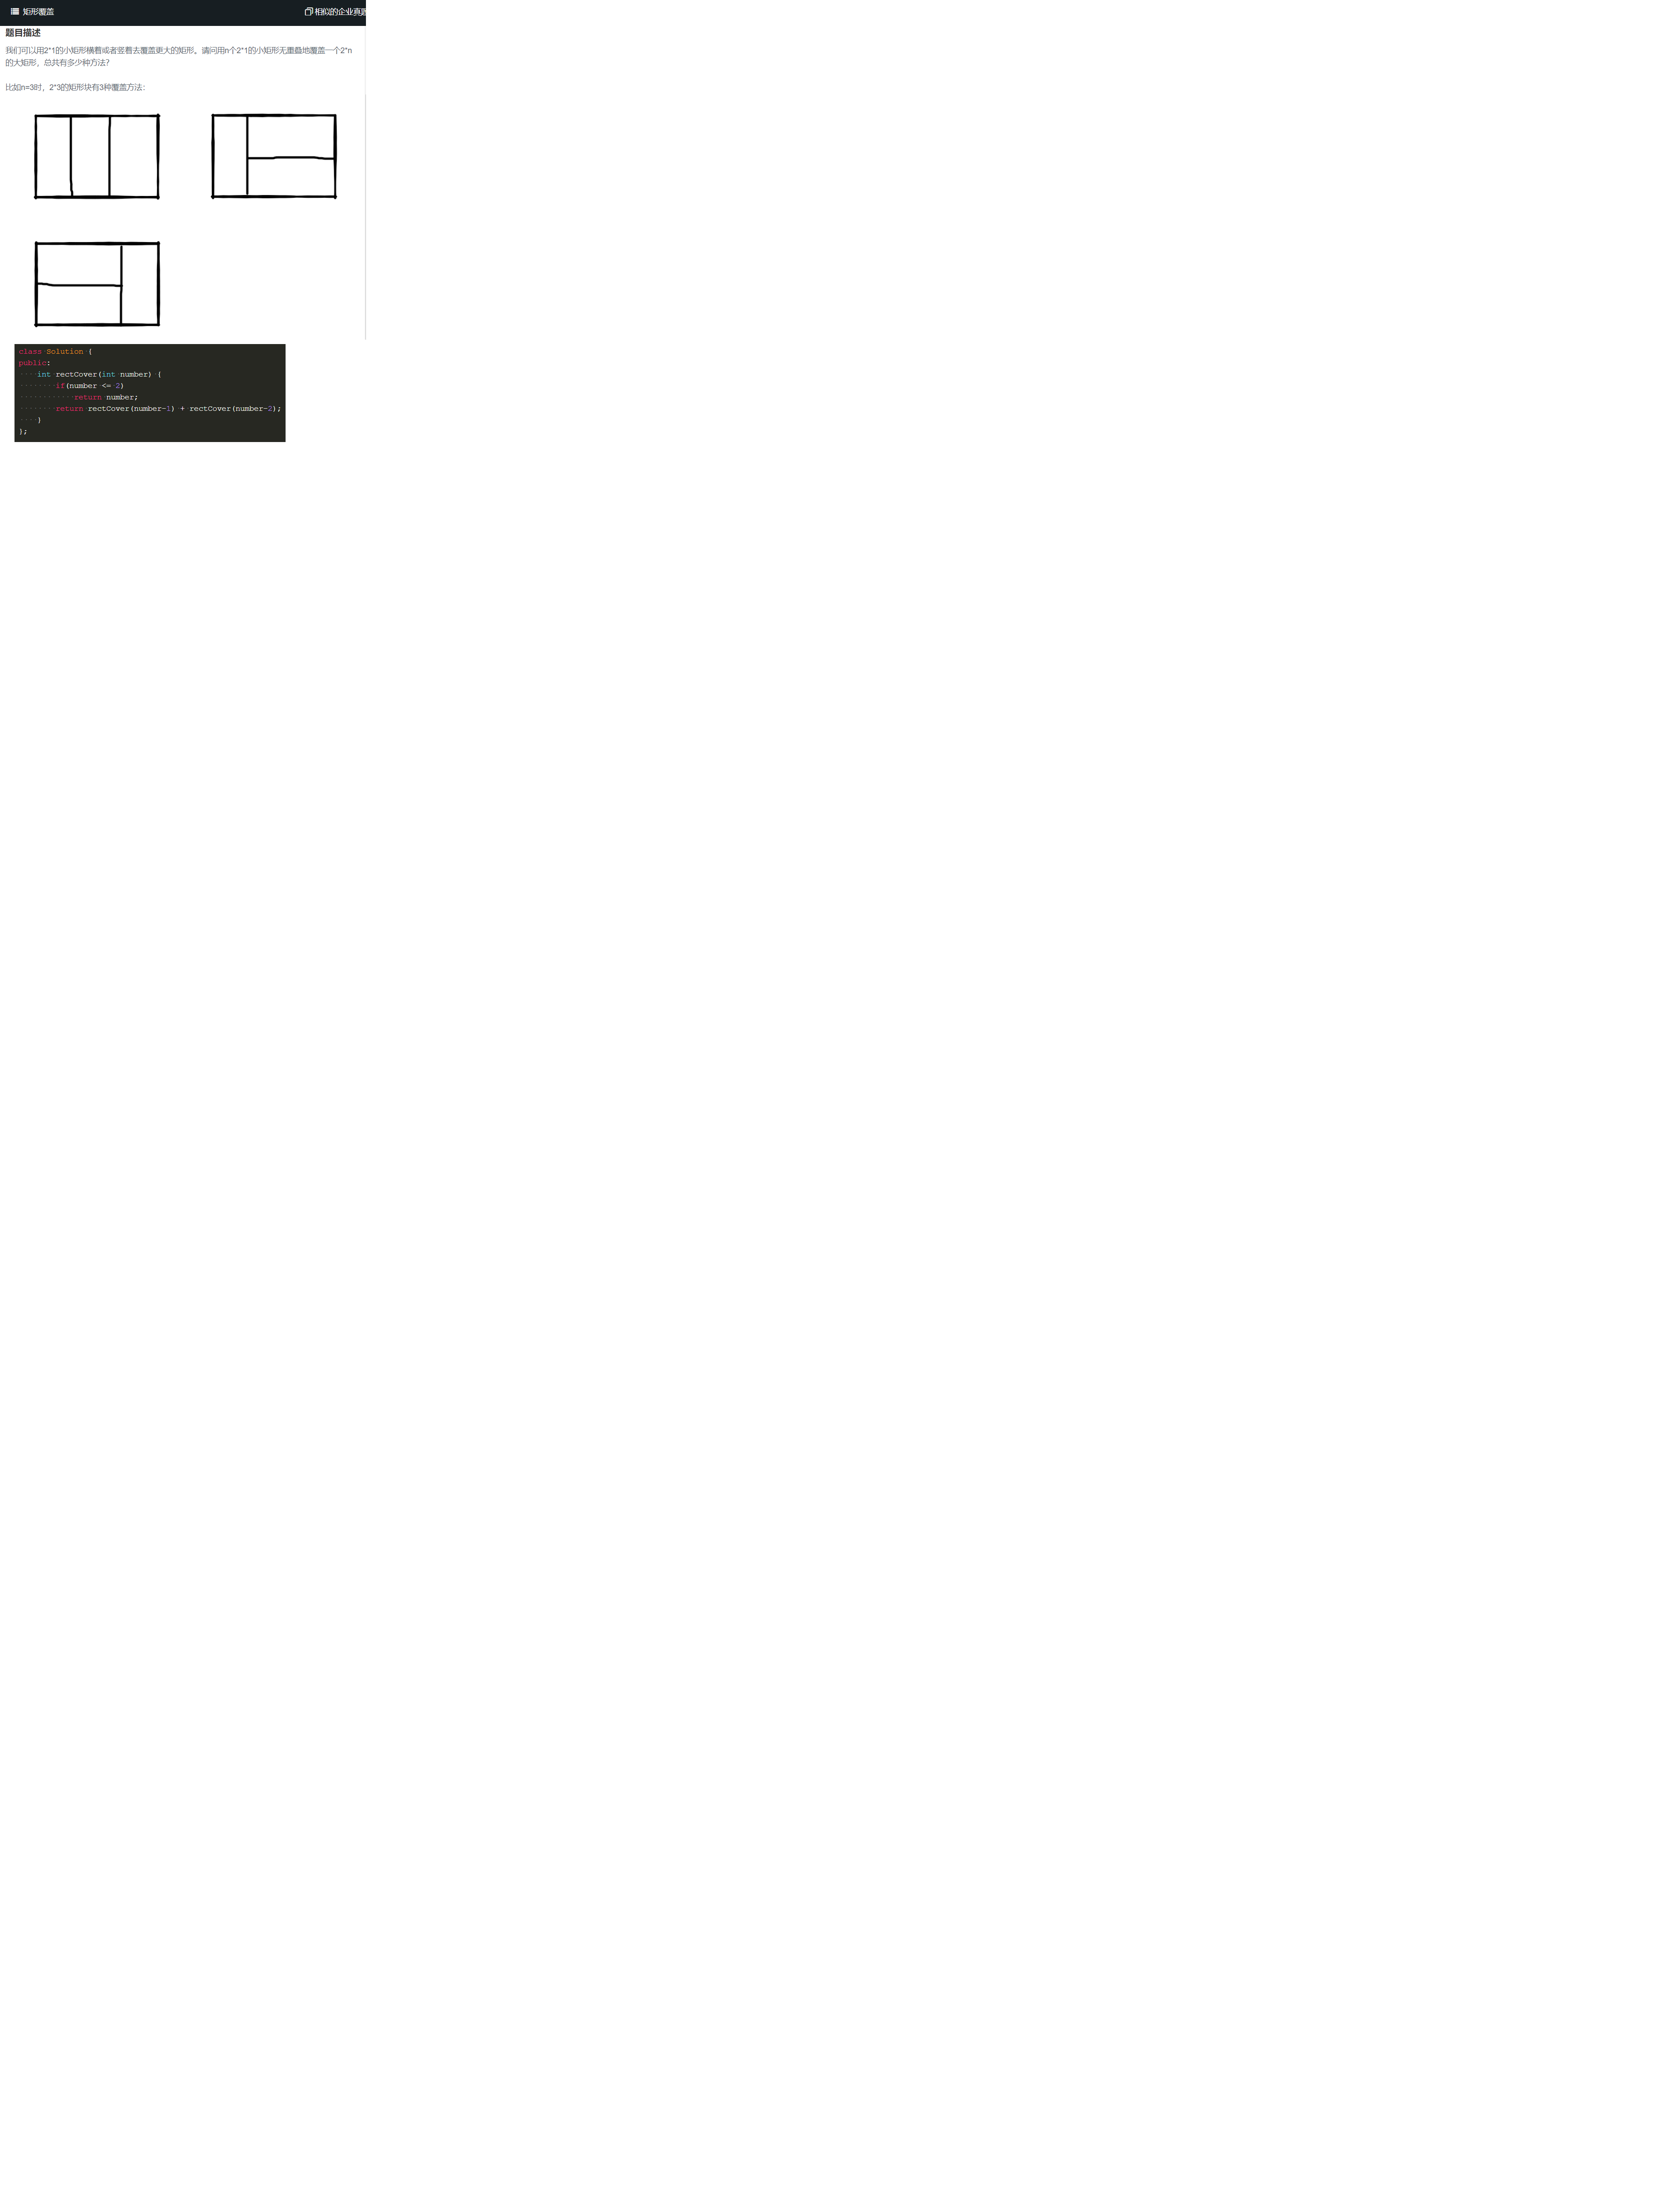 矩形覆盖
相似的企业真题
题目描述
我们可以用2*1的小矩形横着或者竖着去覆盖更大的矩形。请问用n个2*1的小矩形无重叠地覆盖一个2*n
的大矩形，总共有多少种方法？
比如n=3时，2*3的矩形块有3种覆盖方法：
class Solution {
public:
    int rectCover(int number) {
        if(number <= 2)
            return number;
        return rectCover(number-1) + rectCover(number-2);
    }
};